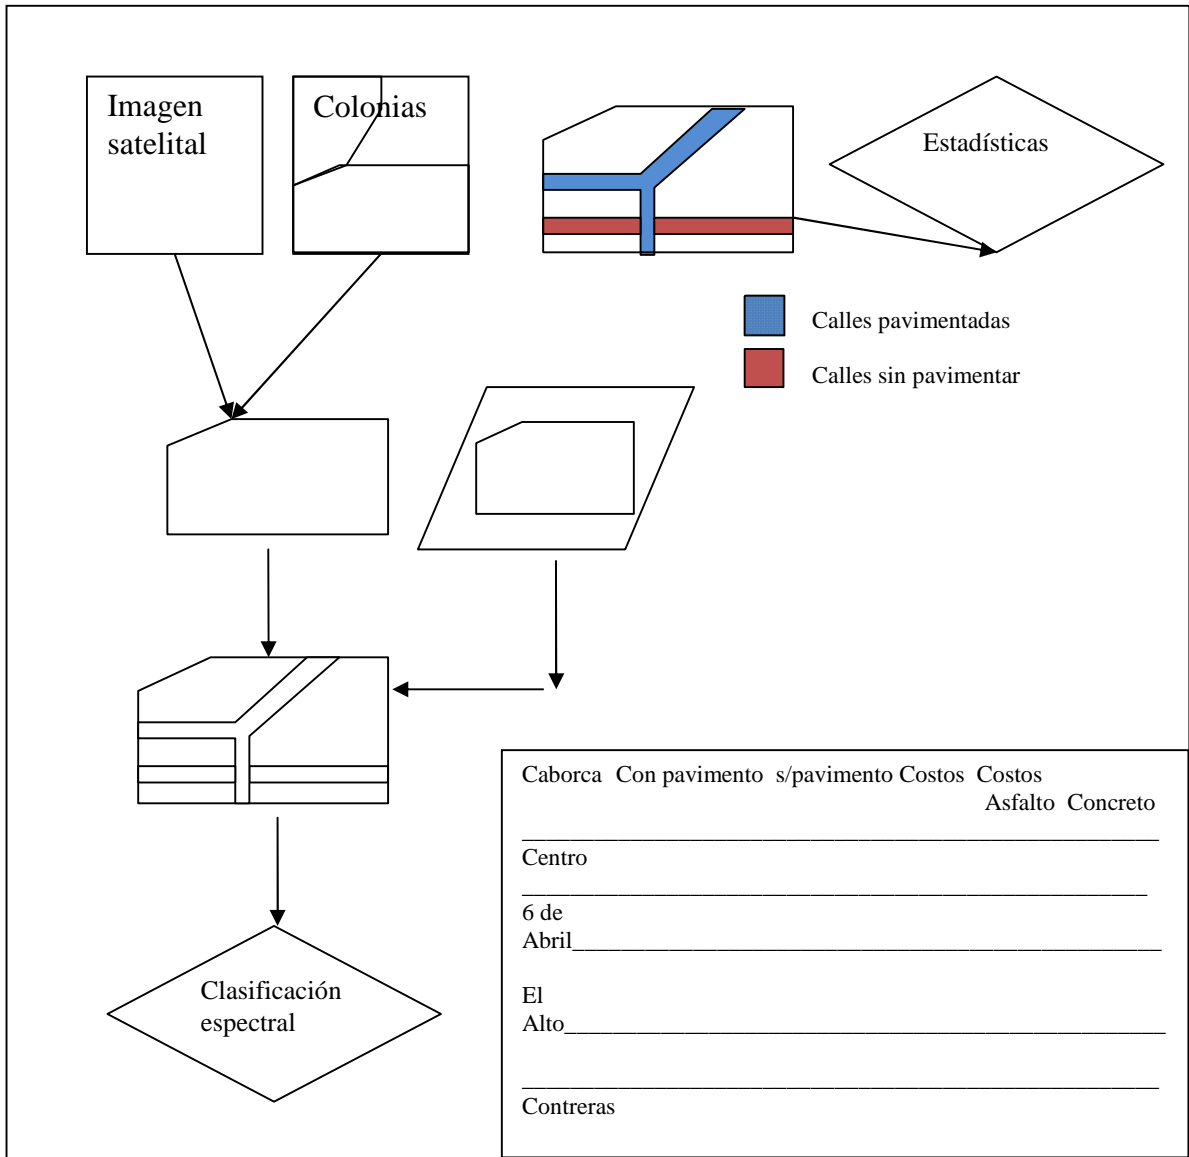 Imagen
satelital
Colonias
Estadísticas
Calles pavimentadas
Calles sin pavimentar
Clasificación
espectral
Caborca Con pavimento s/pavimento Costos Costos
Asfalto Concreto
Centro
6 de
Abril
El
Alto
Contreras